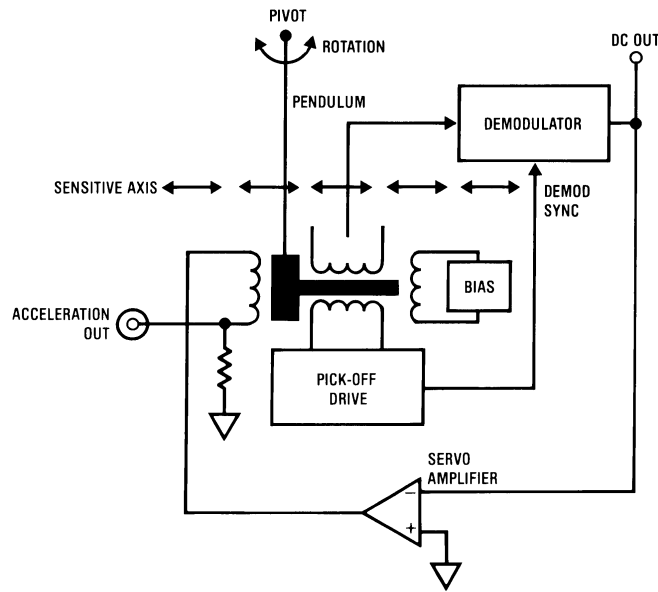 PIVOT
ROTATION
DC OUT
PENDULUM
DEMODULATOR
SENSITIVE AXIS
DEMOD
SYNC
BIAS
ACCELERATION
OUT
PICK-OFF
DRIVE
SERVO
AMPLIFIER
−
+